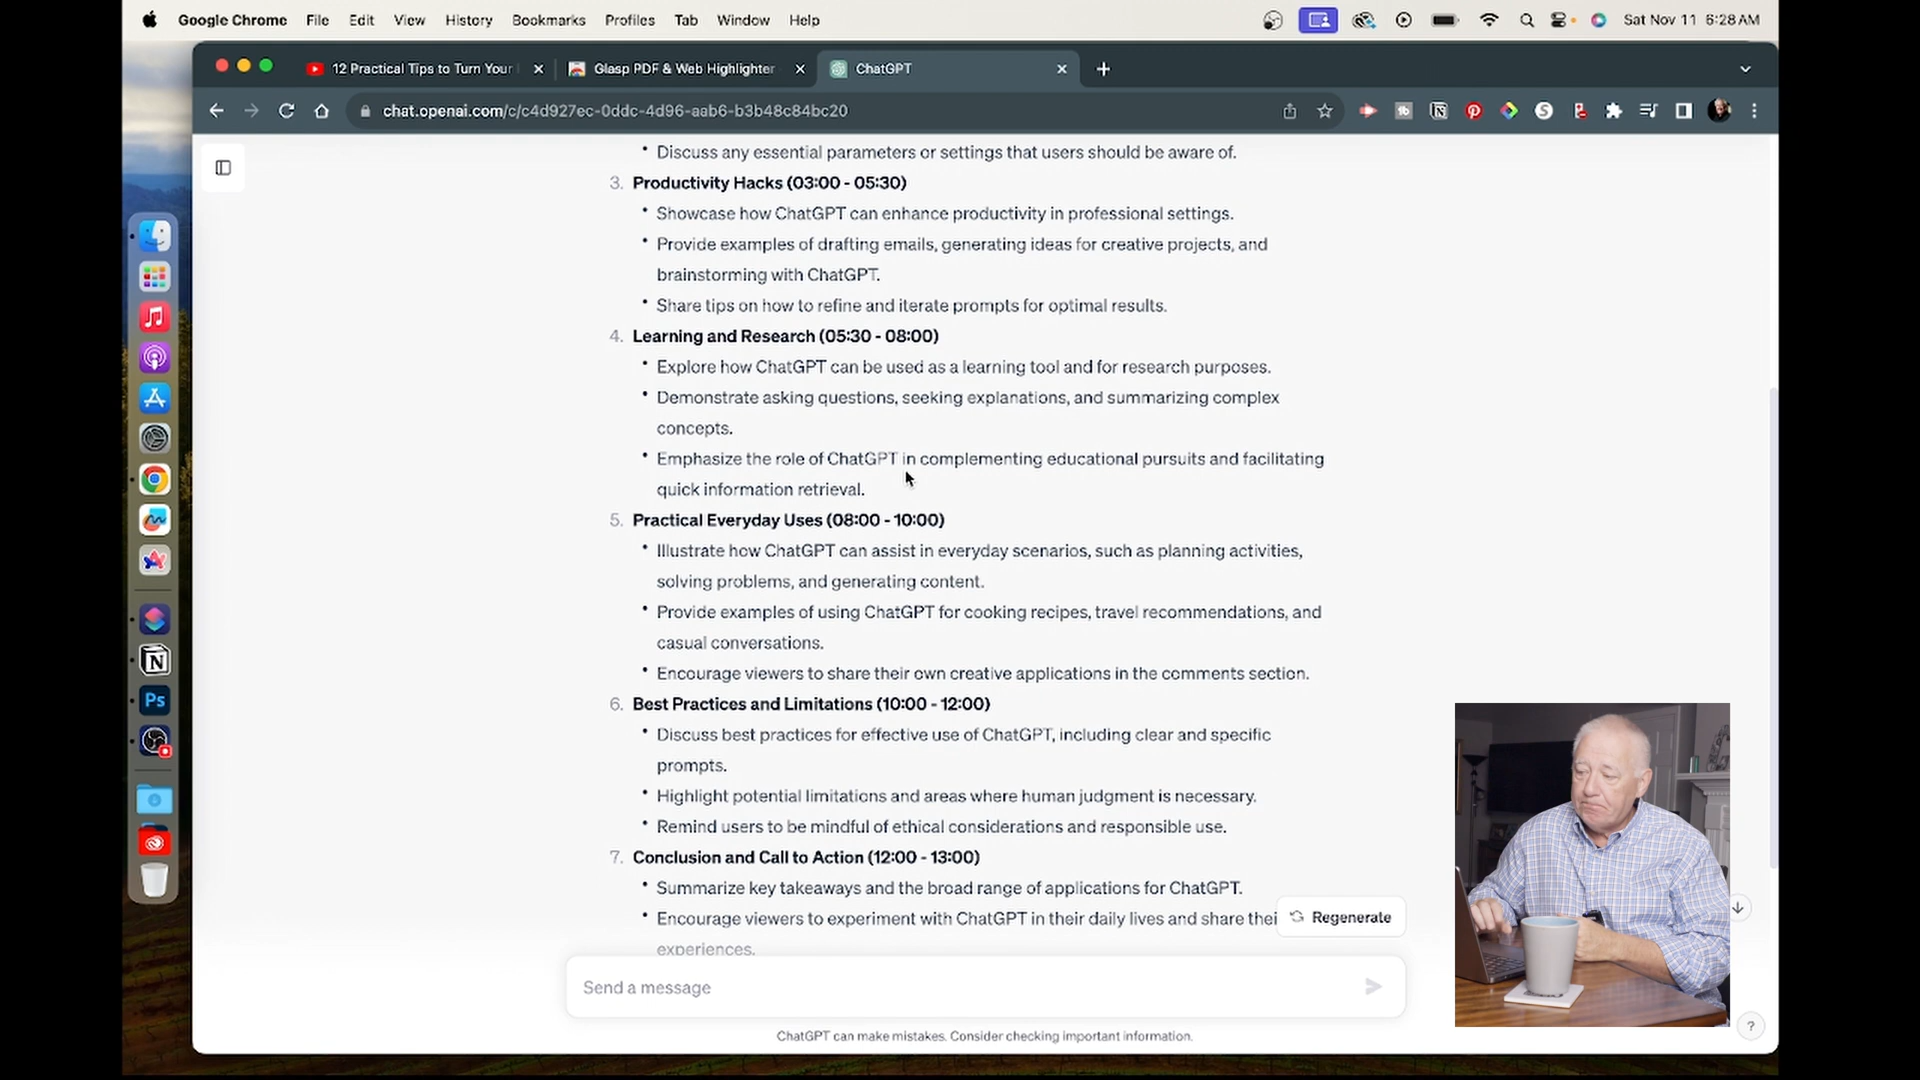 Google Chrome File Edit View History Bookmarks Profiles Tab Window Help Sat Nov 11 6:28 AM
12 Practical Tips to Turn Your
Glasp PDF & Web Highlighter
ChatGPT
chat.openai.com/c/c4d927ec-0ddc-4d96-aab6-b3b48c84bc20
• Discuss any essential parameters or settings that users should be aware of.
3. Productivity Hacks (03:00 - 05:30)
• Showcase how ChatGPT can enhance productivity in professional settings.
• Provide examples of drafting emails, generating ideas for creative projects, and
brainstorming with ChatGPT.
• Share tips on how to refine and iterate prompts for optimal results.
4. Learning and Research (05:30 - 08:00)
• Explore how ChatGPT can be used as a learning tool and for research purposes.
• Demonstrate asking questions, seeking explanations, and summarizing complex
concepts.
• Emphasize the role of ChatGPT in complementing educational pursuits and facilitating
quick information retrieval.
5. Practical Everyday Uses (08:00 - 10:00)
• Illustrate how ChatGPT can assist in everyday scenarios, such as planning activities,
solving problems, and generating content.
• Provide examples of using ChatGPT for cooking recipes, travel recommendations, and
casual conversations.
• Encourage viewers to share their own creative applications in the comments section.
6. Best Practices and Limitations (10:00 - 12:00)
• Discuss best practices for effective use of ChatGPT, including clear and specific
prompts.
• Highlight potential limitations and areas where human judgment is necessary.
• Remind users to be mindful of ethical considerations and responsible use.
7. Conclusion and Call to Action (12:00 - 13:00)
• Summarize key takeaways and the broad range of applications for ChatGPT.
• Encourage viewers to experiment with ChatGPT in their daily lives and share thei
experiences.
Regenerate
Send a message
ChatGPT can make mistakes. Consider checking important information.
?
Ps